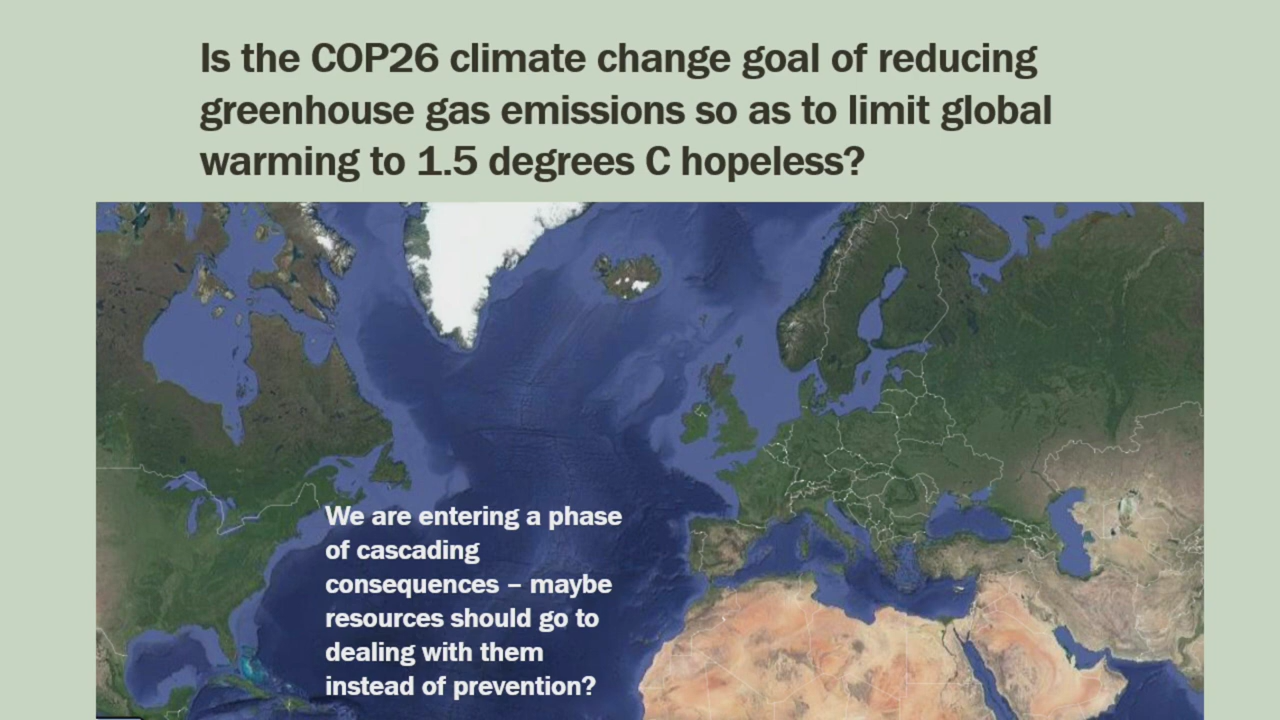 Is the COP26 climate change goal of reducing
greenhouse gas emissions so as to limit global
warming to 1.5 degrees C hopeless?
We are entering a phase
of cascading
consequences – maybe
resources should go to
dealing with them
instead of prevention?